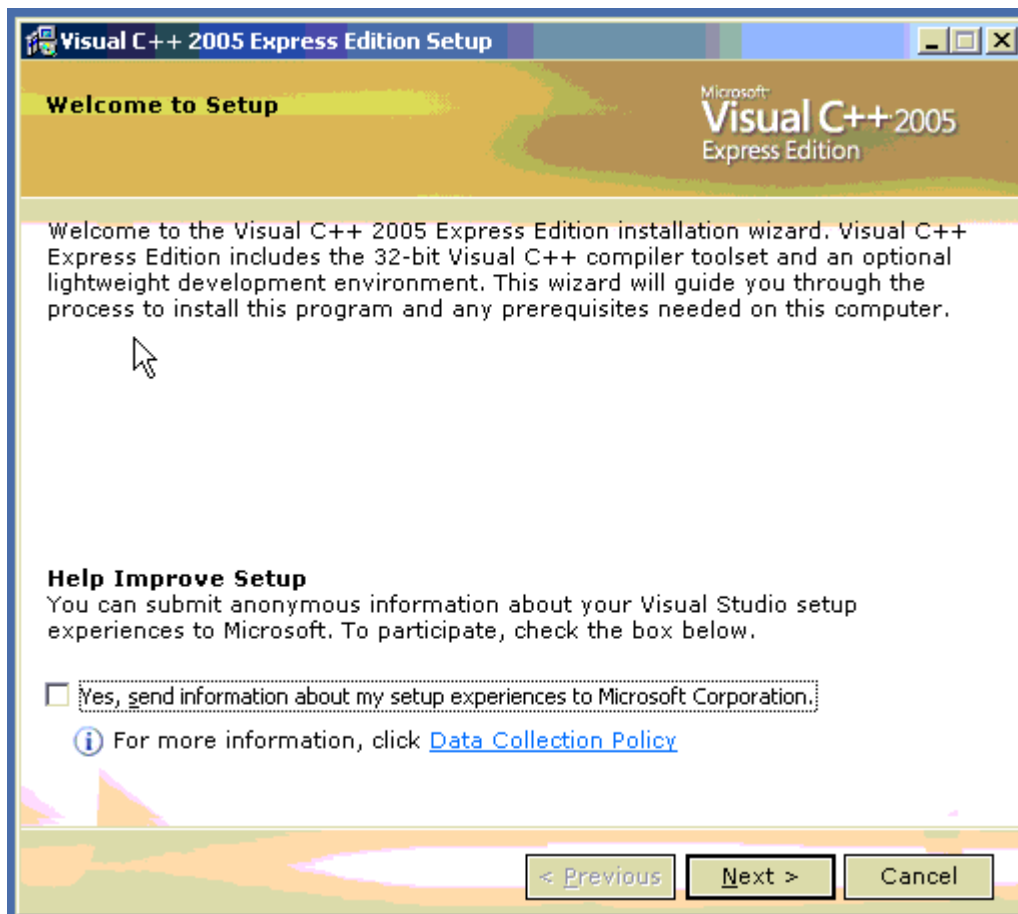 Visual C++ 2005 Express Edition Setup
Welcome to Setup
Microsoft
Visual C++ 2005
Express Edition
Welcome to the Visual C++ 2005 Express Edition installation wizard. Visual C++
Express Edition includes the 32-bit Visual C++ compiler toolset and an optional
lightweight development environment. This wizard will guide you through the
process to install this program and any prerequisites needed on this computer.
Help Improve Setup
You can submit anonymous information about your Visual Studio setup
experiences to Microsoft. To participate, check the box below.
Yes, send information about my setup experiences to Microsoft Corporation.
For more information, click Data Collection Policy
< Previous Next > Cancel